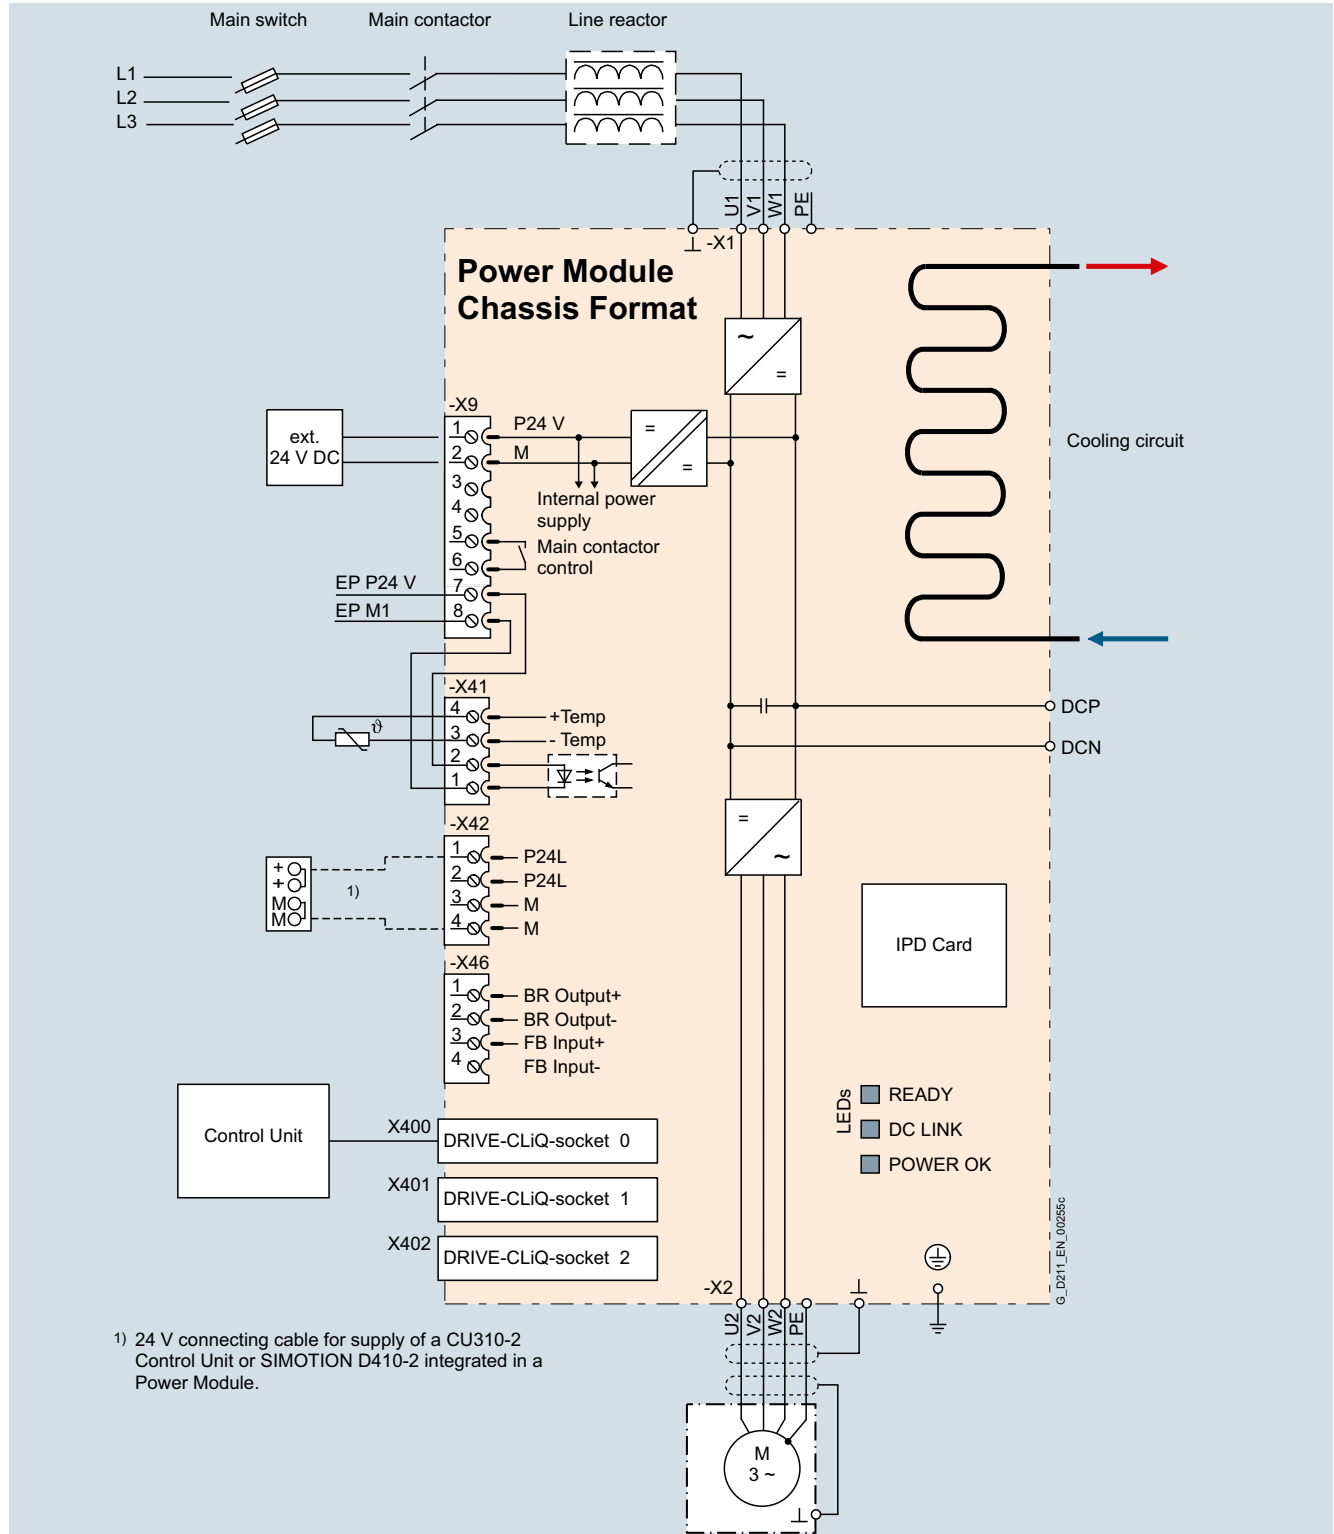 Main switch
Main contactor
Line reactor
L1
L2
L3
U1
V1
W1
PE
-X1
Power Module
Chassis Format
~
=
Cooling circuit
-X9
ext.
24 V DC
1
2
3
4
5
6
7
8
P24 V
M
=
=
Internal power
supply
Main contactor
control
EP P24 V
EP M1
-X41
4
3
2
1
ϑ
+Temp
- Temp
DCP
DCN
-X42
1
2
3
4
P24L
P24L
M
M
+
+
M
M
1)
=
~
IPD Card
-X46
1
2
3
4
BR Output+
BR Output-
FB Input+
FB Input-
Control Unit
X400
DRIVE-CLiQ-socket 0
X401
DRIVE-CLiQ-socket 1
X402
DRIVE-CLiQ-socket 2
LEDs
READY
DC LINK
POWER OK
G_D211_EN_00255c
-X2
U2
V2
W2
PE
1) 24 V connecting cable for supply of a CU310-2
Control Unit or SIMOTION D410-2 integrated in a
Power Module.
M
3 ~